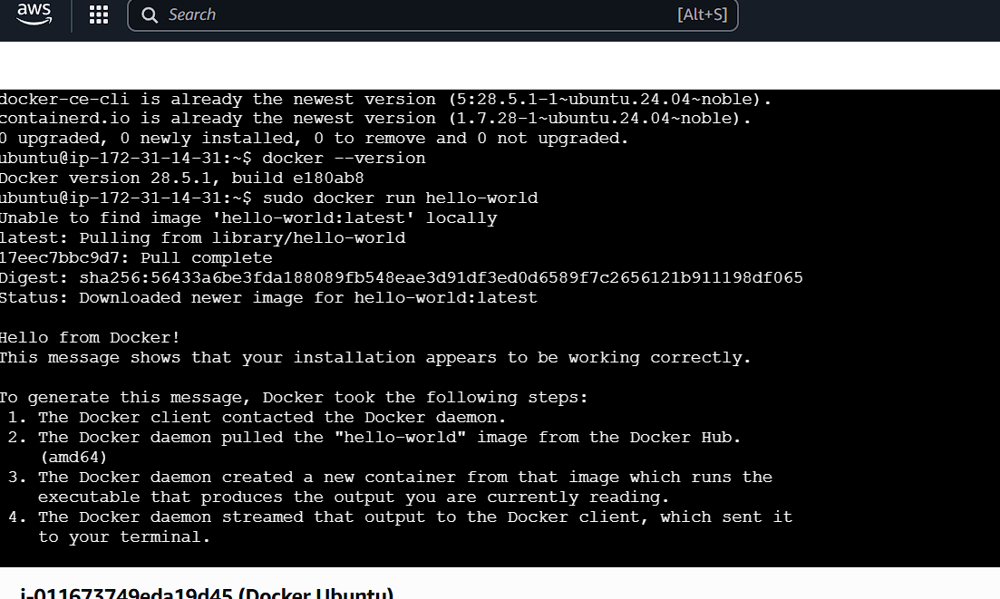 aws
Search [Alt+S]
docker-ce-cli is already the newest version (5:28.5.1-1~ubuntu.24.04~noble).
containerd.io is already the newest version (1.7.28-1~ubuntu.24.04~noble).
0 upgraded, 0 newly installed, 0 to remove and 0 not upgraded.
ubuntu@ip-172-31-14-31:~$ docker --version
Docker version 28.5.1, build e180ab8
ubuntu@ip-172-31-14-31:~$ sudo docker run hello-world
Unable to find image 'hello-world:latest' locally
latest: Pulling from library/hello-world
17eec7bbc9d7: Pull complete
Digest: sha256:56433a6be3fda188089fb548eae3d91df3ed0d6589f7c2656121b911198df065
Status: Downloaded newer image for hello-world:latest

Hello from Docker!
This message shows that your installation appears to be working correctly.

To generate this message, Docker took the following steps:
1. The Docker client contacted the Docker daemon.
2. The Docker daemon pulled the "hello-world" image from the Docker Hub.
(amd64)
3. The Docker daemon created a new container from that image which runs the
executable that produces the output you are currently reading.
4. The Docker daemon streamed that output to the Docker client, which sent it
to your terminal.
i-011673749eda19d45 (Docker Ubuntu)